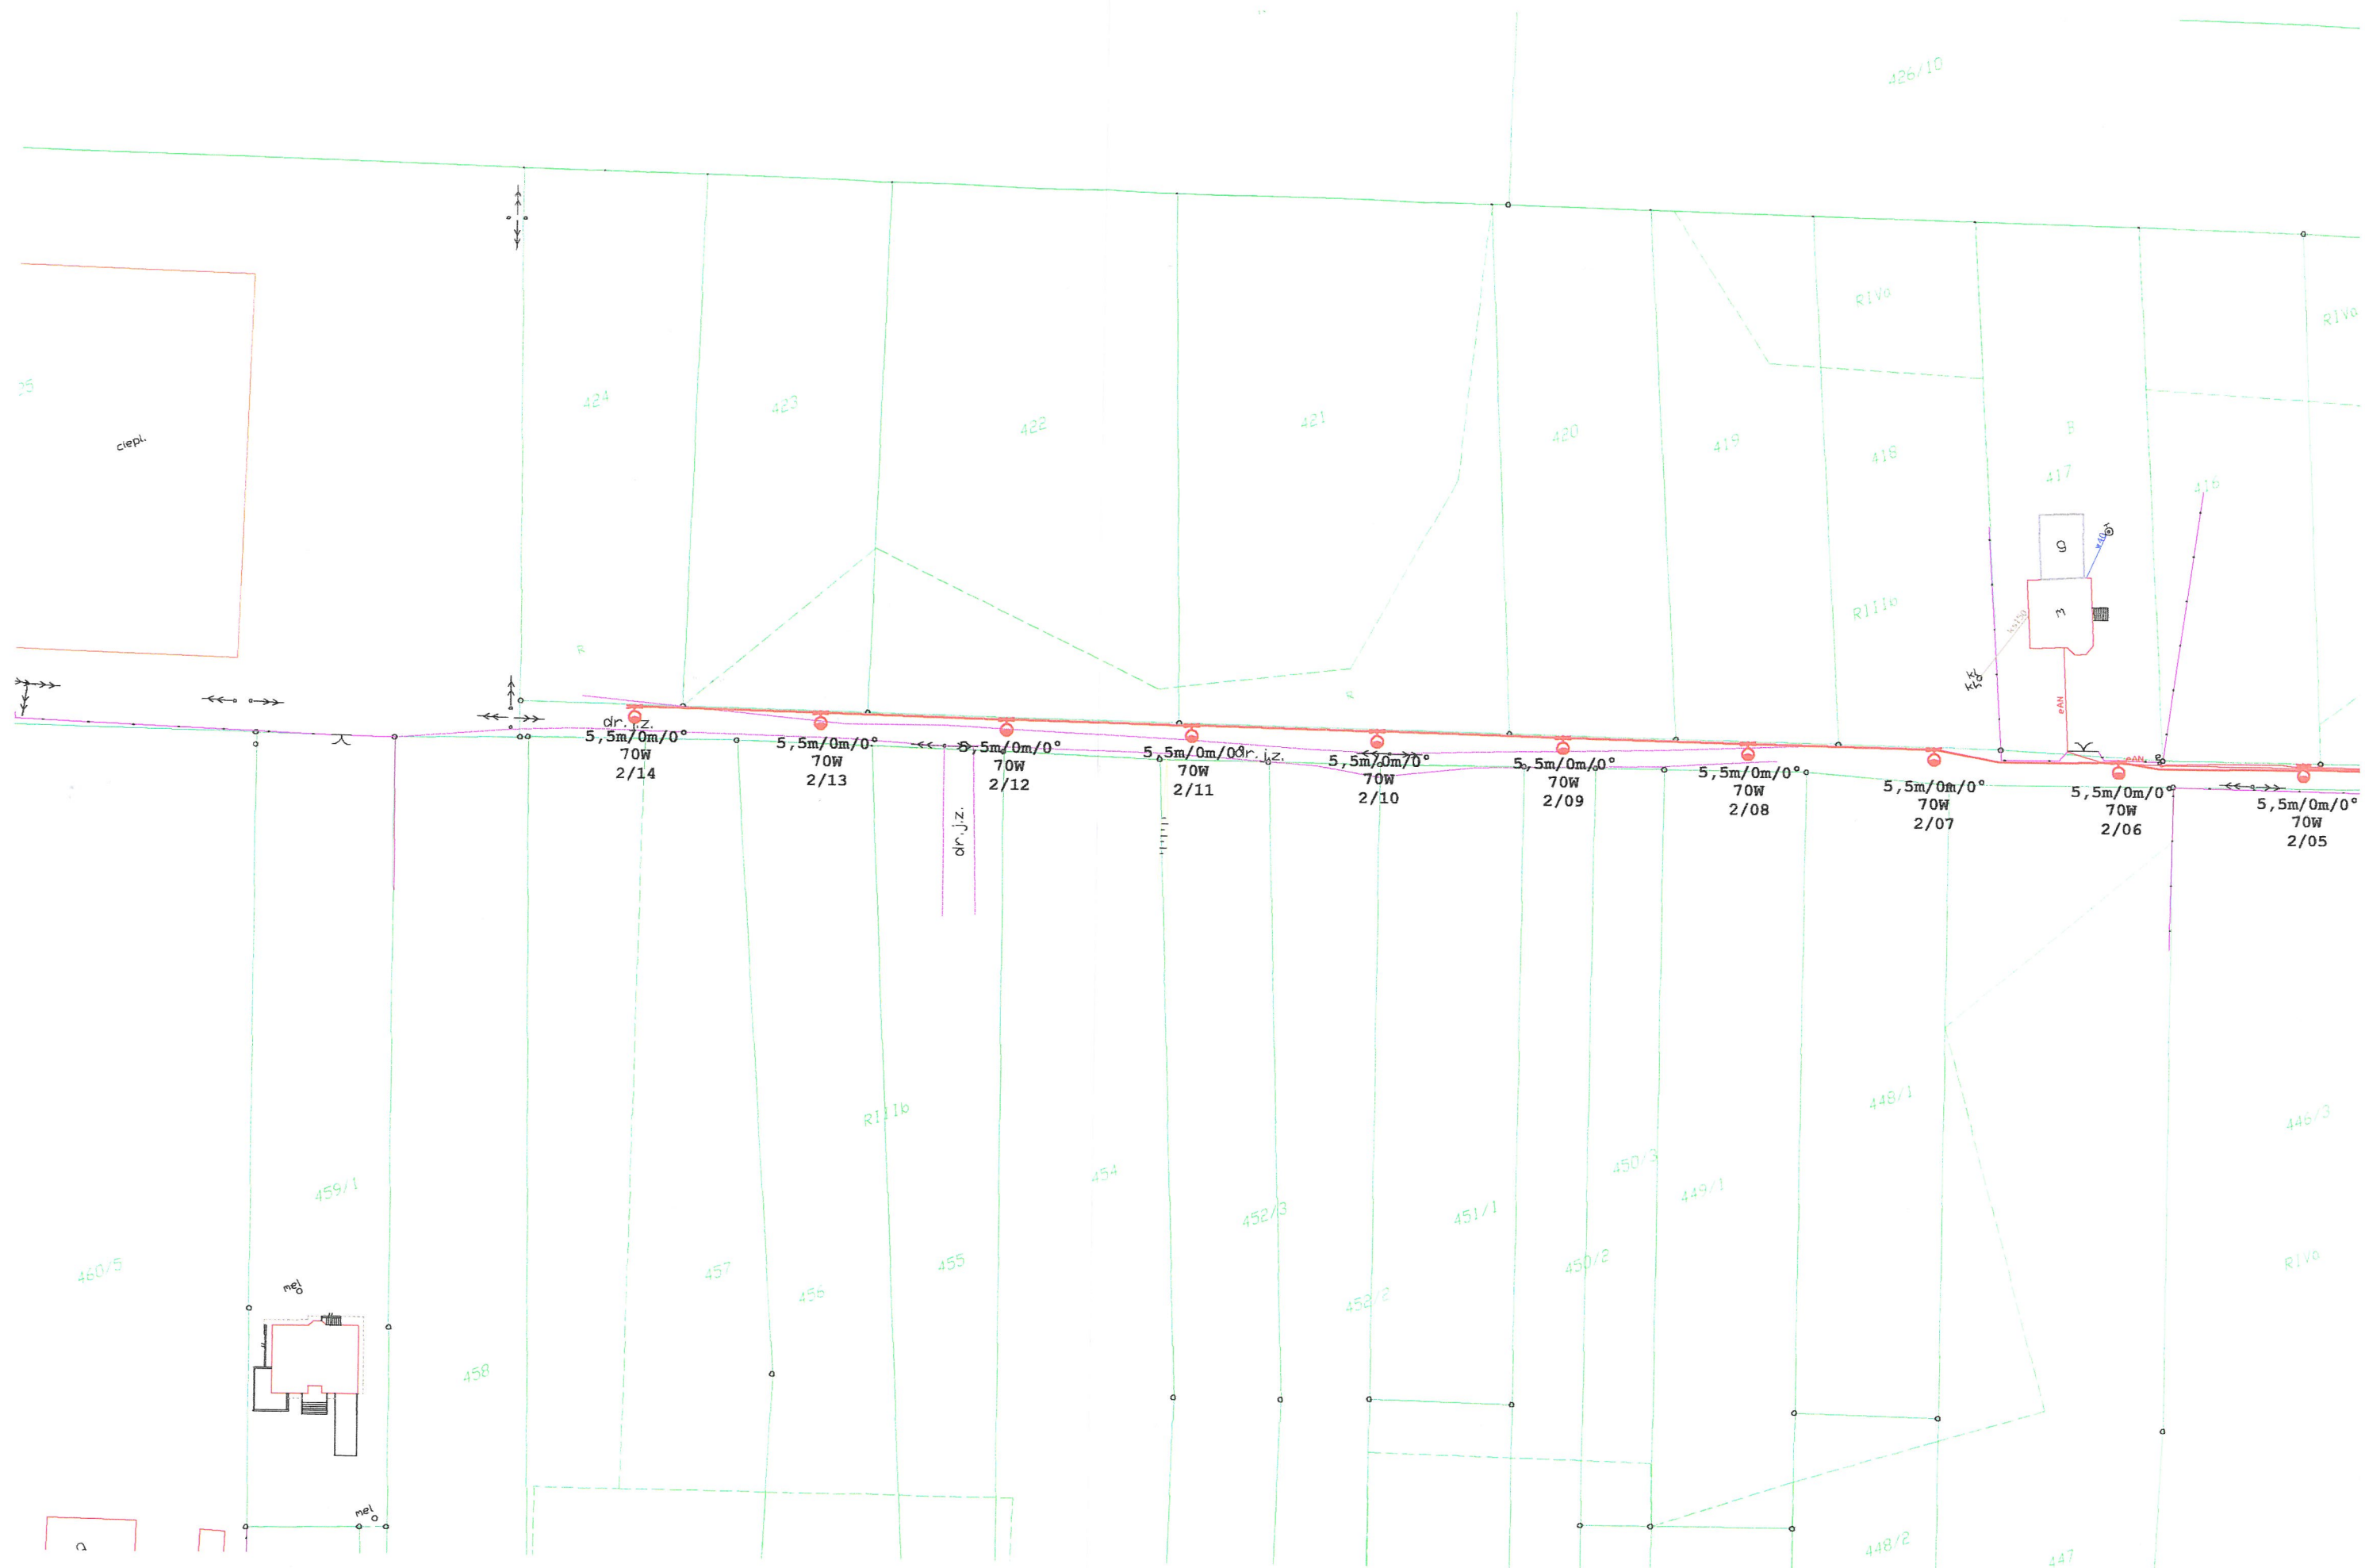 426/10
RIVa
RIVa
25
ciepl.
424
423
422
421
420
419
418
B
417
416
g
w40
m
RIIIb
ks150
R
R
eAN
eAN
dr.j.z.
dr.j.z.
dr.j.z.
5,5m/0m/0°
70W
2/14
5,5m/0m/0°
70W
2/13
5,5m/0m/0°
70W
2/12
5,5m/0m/0°
70W
2/11
5,5m/0m/0°
70W
2/10
5,5m/0m/0°
70W
2/09
5,5m/0m/0°
70W
2/08
5,5m/0m/0°
70W
2/07
5,5m/0m/0°
70W
2/06
5,5m/0m/0°
70W
2/05
RIIIb
448/1
446/3
454
450/3
449/1
459/1
452/3
451/1
460/5
457
456
455
450/2
RIVa
mel
452/2
458
mel
448/2
447